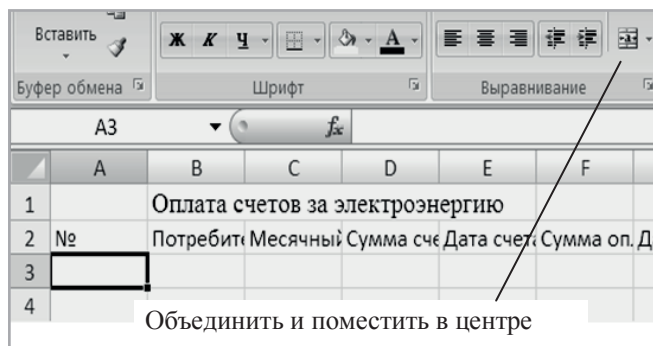 Вставить
Ж К Ч А
Буфер обмена Шрифт Выравнивание
A3 fx
A B C D E F
1 Оплата счетов за электроэнергию
2 № Потребит Месячный Сумма сче Дата счета Сумма оп. Д
3
4
Объединить и поместить в центре